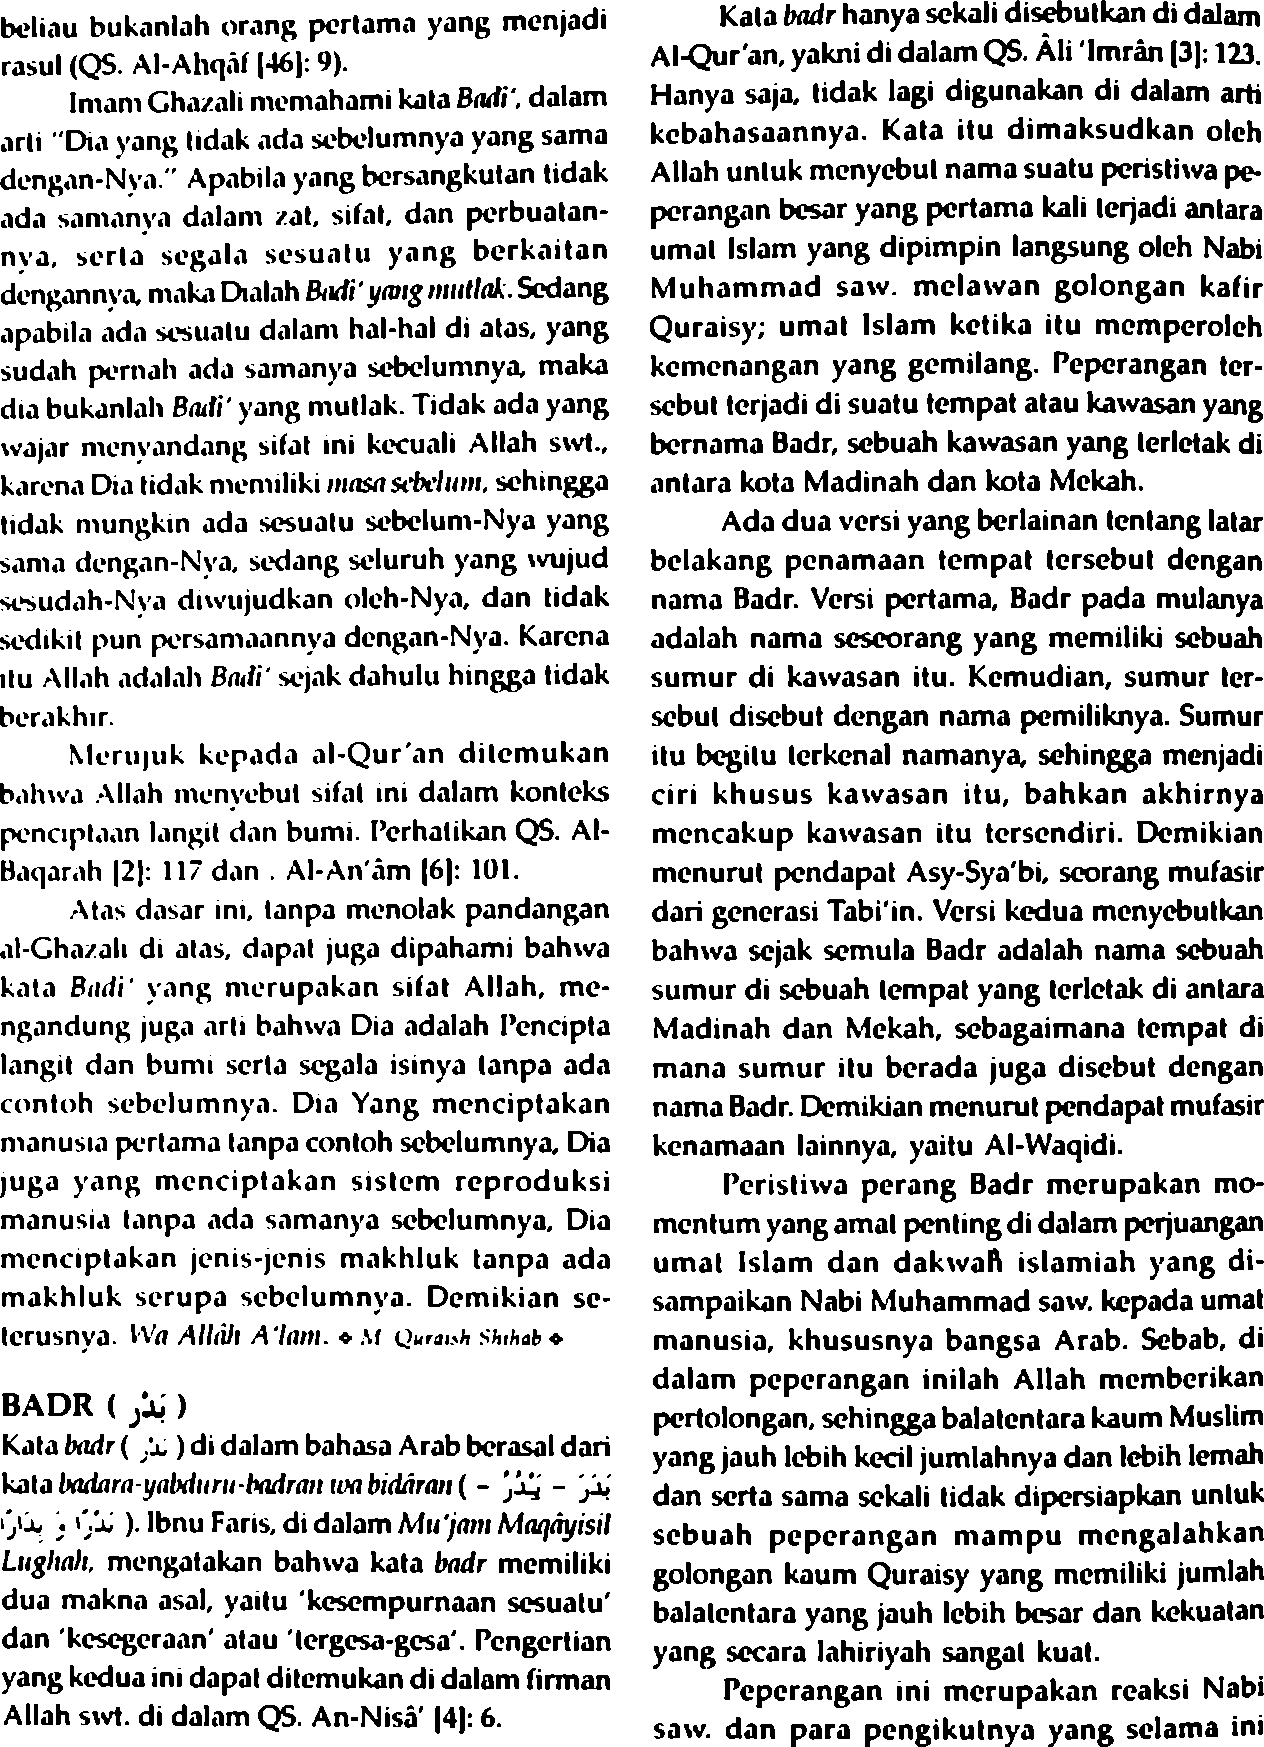 beliau bukanlah orang pertama yang menjadi
rasul (QS. Al-Ahqâf [46]: 9).
Imam Ghazali memahami kata Badî‘, dalam
arti "Dia yang tidak ada sebelumnya yang sama
dengan-Nya." Apabila yang bersangkutan tidak
ada samanya dalam zat, sifat, dan perbuatan-
nya, serta segala sesuatu yang berkaitan
dengannya, maka Dialah Badi‘ yang mutlak. Sedang
apabila ada sesuatu dalam hal-hal di atas, yang
sudah pernah ada samanya sebelumnya, maka
dia bukanlah Badi‘ yang mutlak. Tidak ada yang
wajar menyandang sifat ini kecuali Allah swt.,
karena Dia tidak memiliki masa sebelum, sehingga
tidak mungkin ada sesuatu sebelum-Nya yang
sama dengan-Nya, sedang seluruh yang wujud
sesudah-Nya diwujudkan oleh-Nya, dan tidak
sedikit pun persamaannya dengan-Nya. Karena
itu Allah adalah Badi‘ sejak dahulu hingga tidak
berakhir.
Merujuk kepada al-Qur'an ditemukan
bahwa Allah menyebut sifat ini dalam konteks
penciptaan langit dan bumi. Perhatikan QS. Al-
Baqarah [2]: 117 dan . Al-An‘âm [6]: 101.
Atas dasar ini, tanpa menolak pandangan
al-Ghazali di atas, dapat juga dipahami bahwa
kata Badi‘ yang merupakan sifat Allah, me-
ngandung juga arti bahwa Dia adalah Pencipta
langit dan bumi serta segala isinya tanpa ada
contoh sebelumnya. Dia Yang menciptakan
manusia pertama tanpa contoh sebelumnya, Dia
juga yang menciptakan sistem reproduksi
manusia tanpa ada samanya sebelumnya, Dia
menciptakan jenis-jenis makhluk tanpa ada
makhluk serupa sebelumnya. Demikian se-
terusnya. Wa Allâh A‘lam. ❖ M Quraish Shihab ❖
BADR ( بَدْر )
Kata badr ( بدر ) di dalam bahasa Arab berasal dari
kata badara-yabduru-badran wa bidâran ( بَدَرَ – يَبْدُرُ –
بَدْرًا وَ بِدَارًا ). Ibnu Faris, di dalam Mu‘jam Maqâyisil
Lughah, mengatakan bahwa kata badr memiliki
dua makna asal, yaitu 'kesempurnaan sesuatu'
dan 'kesegeraan' atau 'tergesa-gesa'. Pengertian
yang kedua ini dapat ditemukan di dalam firman
Allah swt. di dalam QS. An-Nisâ' [4]: 6.
Kata badr hanya sekali disebutkan di dalam
Al-Qur'an, yakni di dalam QS. Âli ‘Imrân [3]: 123.
Hanya saja, tidak lagi digunakan di dalam arti
kebahasaannya. Kata itu dimaksudkan oleh
Allah untuk menyebut nama suatu peristiwa pe-
perangan besar yang pertama kali terjadi antara
umat Islam yang dipimpin langsung oleh Nabi
Muhammad saw. melawan golongan kafir
Quraisy; umat Islam ketika itu memperoleh
kemenangan yang gemilang. Peperangan ter-
sebut terjadi di suatu tempat atau kawasan yang
bernama Badr, sebuah kawasan yang terletak di
antara kota Madinah dan kota Mekah.
Ada dua versi yang berlainan tentang latar
belakang penamaan tempat tersebut dengan
nama Badr. Versi pertama, Badr pada mulanya
adalah nama seseorang yang memiliki sebuah
sumur di kawasan itu. Kemudian, sumur ter-
sebut disebut dengan nama pemiliknya. Sumur
itu begitu terkenal namanya, sehingga menjadi
ciri khusus kawasan itu, bahkan akhirnya
mencakup kawasan itu tersendiri. Demikian
menurut pendapat Asy-Sya‘bi, seorang mufasir
dari generasi Tabi‘in. Versi kedua menyebutkan
bahwa sejak semula Badr adalah nama sebuah
sumur di sebuah tempat yang terletak di antara
Madinah dan Mekah, sebagaimana tempat di
mana sumur itu berada juga disebut dengan
nama Badr. Demikian menurut pendapat mufasir
kenamaan lainnya, yaitu Al-Waqidi.
Peristiwa perang Badr merupakan mo-
mentum yang amat penting di dalam perjuangan
umat Islam dan dakwah islamiah yang di-
sampaikan Nabi Muhammad saw. kepada umat
manusia, khususnya bangsa Arab. Sebab, di
dalam peperangan inilah Allah memberikan
pertolongan, sehingga balatentara kaum Muslim
yang jauh lebih kecil jumlahnya dan lebih lemah
dan serta sama sekali tidak dipersiapkan untuk
sebuah peperangan mampu mengalahkan
golongan kaum Quraisy yang memiliki jumlah
balatentara yang jauh lebih besar dan kekuatan
yang secara lahiriyah sangat kuat.
Peperangan ini merupakan reaksi Nabi
saw. dan para pengikutnya yang selama ini